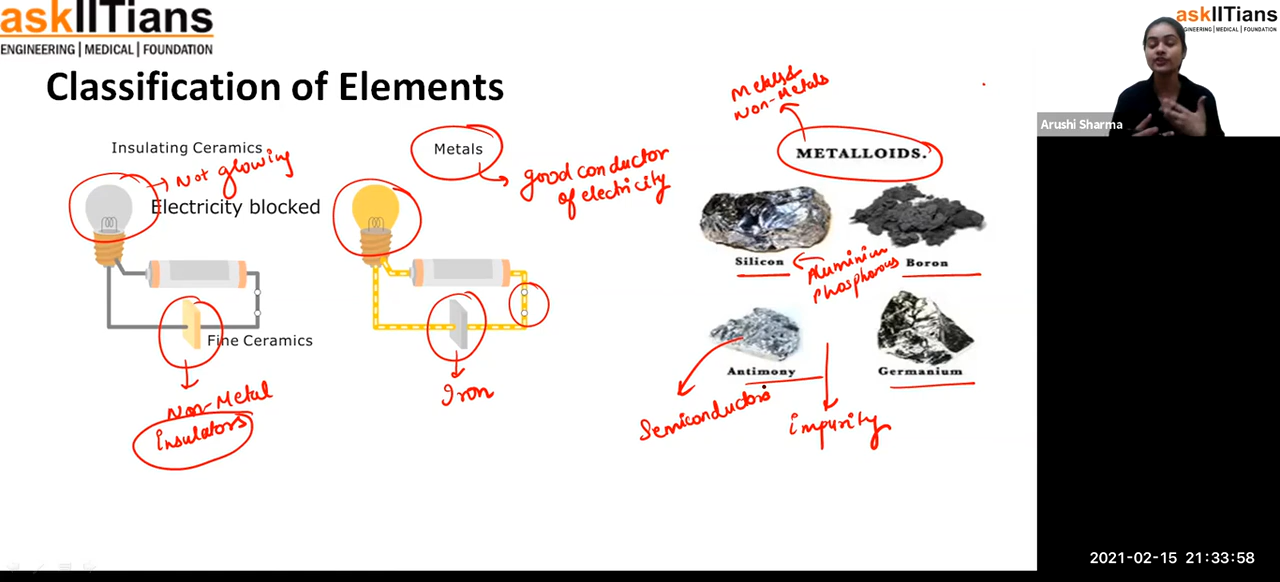 askIITians
ENGINEERING | MEDICAL | FOUNDATION
askIITians
ENGINEERING | MEDICAL | FOUNDATION
Classification of Elements
Arushi Sharma
Insulating Ceramics
Not glowing
Electricity blocked
Fine Ceramics
Non-Metal
insulators
Metals
good conductor
of electricity
Iron
Metals &
Non-Metals
METALLOIDS.
Silicon
Aluminium
Phosphorous
Boron
Antimony
Germanium
Semiconductors
impurity
2021-02-15 21:33:58